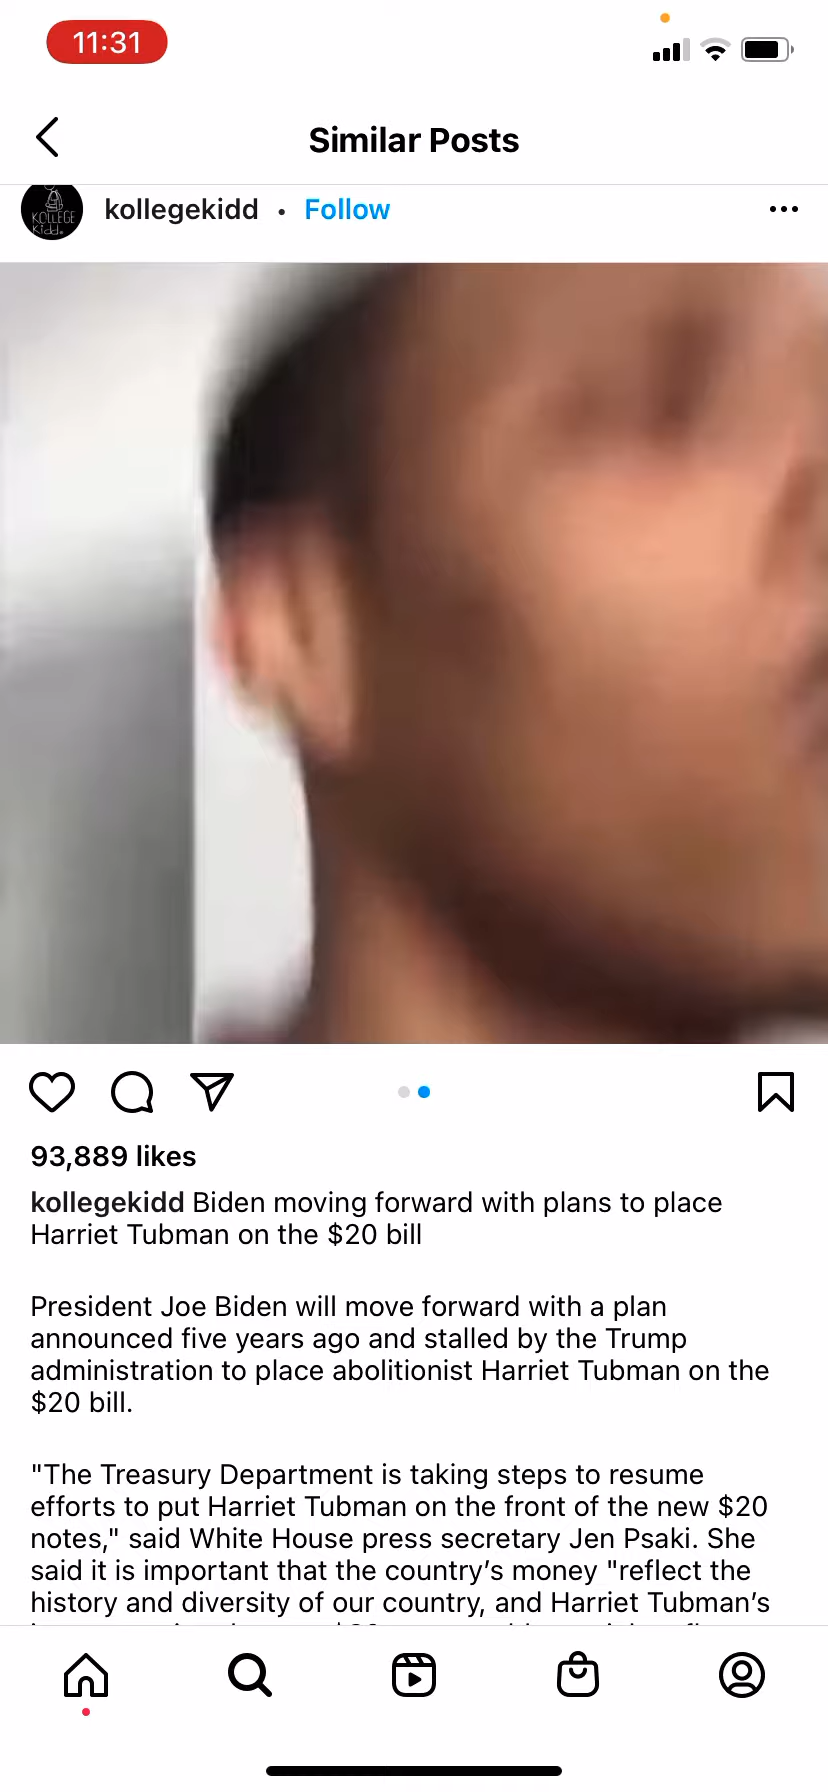 11:31
Similar Posts
KOLLEGE
Kidd.
kollegekidd • Follow
93,889 likes
kollegekidd Biden moving forward with plans to place
Harriet Tubman on the $20 bill
President Joe Biden will move forward with a plan
announced five years ago and stalled by the Trump
administration to place abolitionist Harriet Tubman on the
$20 bill.
"The Treasury Department is taking steps to resume
efforts to put Harriet Tubman on the front of the new $20
notes," said White House press secretary Jen Psaki. She
said it is important that the country’s money "reflect the
history and diversity of our country, and Harriet Tubman’s